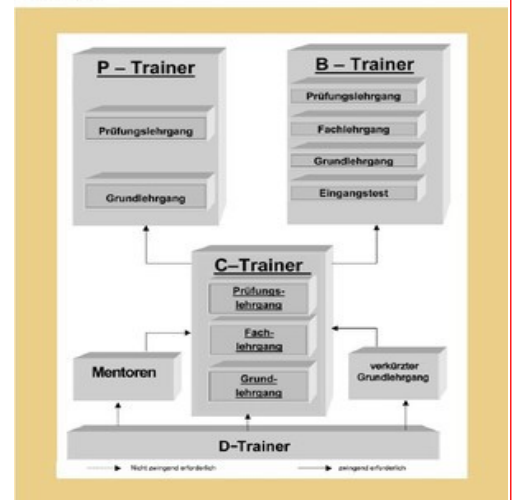 P – Trainer
Prüfungslehrgang
Grundlehrgang
B – Trainer
Prüfungslehrgang
Fachlehrgang
Grundlehrgang
Eingangstest
C–Trainer
Prüfungs-
lehrgang
Fach-
lehrgang
Grund-
lehrgang
Mentoren
verkürzter
Grundlehrgang
D–Trainer
Nicht zwingend erforderlich
zwingend erforderlich